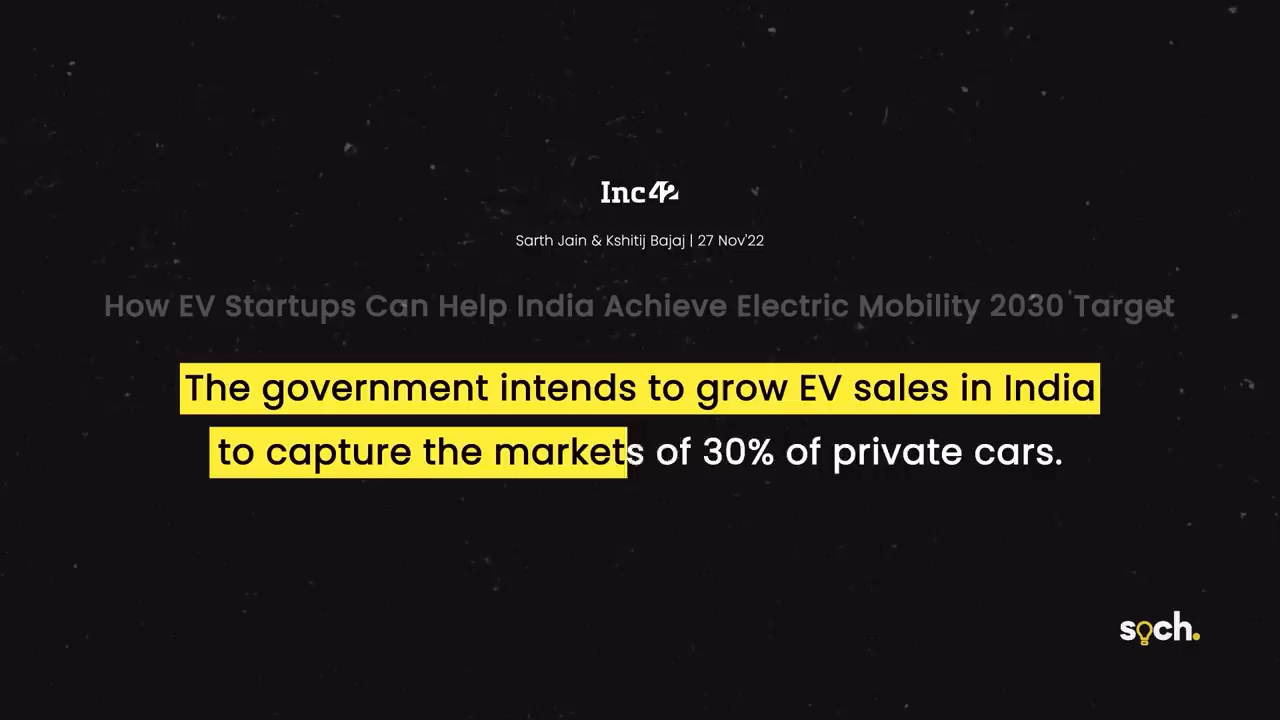 Inc42
Sarth Jain & Kshitij Bajaj | 27 Nov'22
How EV Startups Can Help India Achieve Electric Mobility 2030 Target
The government intends to grow EV sales in India
to capture the markets of 30% of private cars.
soch.